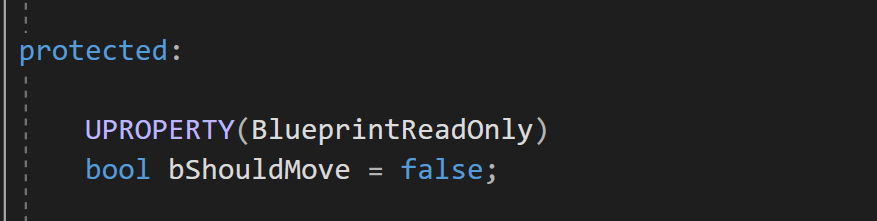 protected:
UPROPERTY(BlueprintReadOnly)
bool bShouldMove = false;